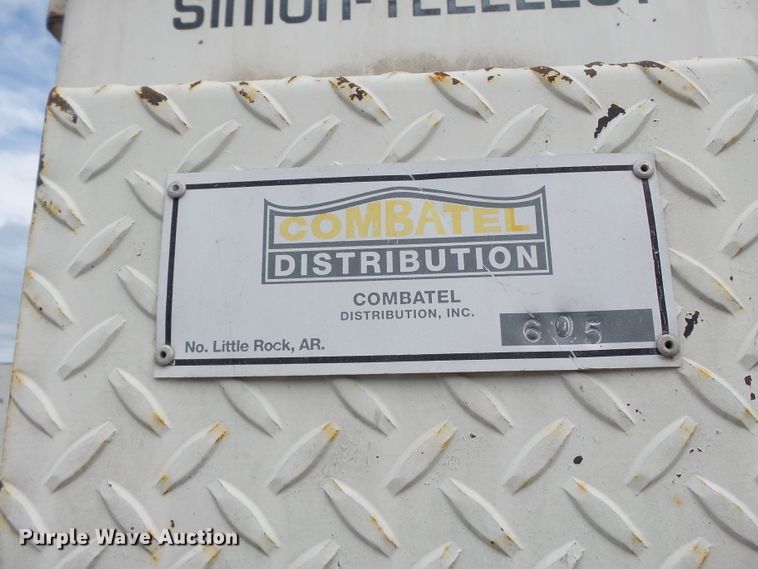 COMBATEL
DISTRIBUTION
COMBATEL
DISTRIBUTION, INC.
605
No. Little Rock, AR.
Purple Wave Auction